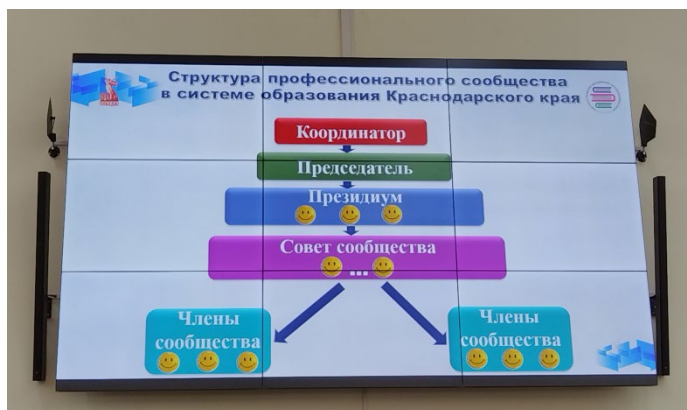 Структура профессионального сообщества
в системе образования Краснодарского края
Координатор
Председатель
Президиум
Совет сообщества
...
Члены
сообщества
Члены
сообщества